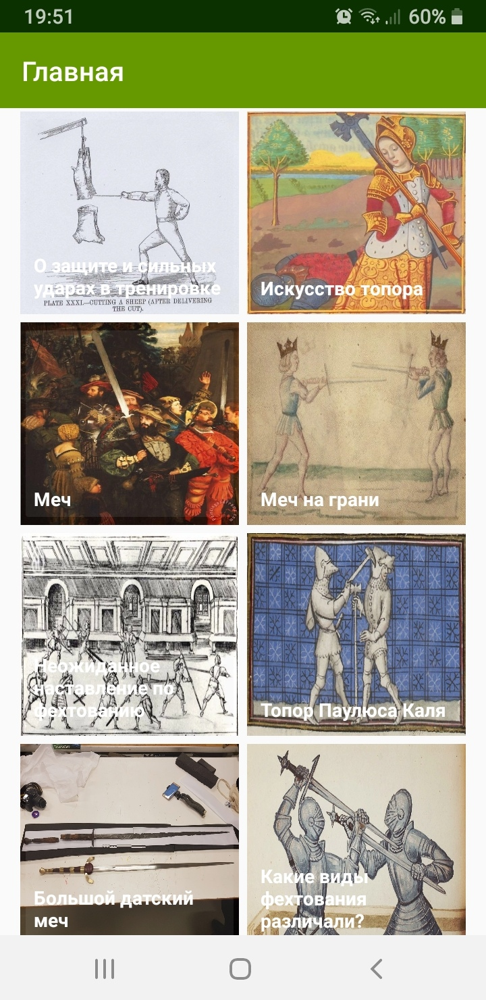 19:51
60%
Главная
О защите и сильных
ударах в тренировке
PLATE XXXI.—CUTTING A SHEEP (AFTER DELIVERING
THE CUT).
Искусство топора
Меч
Меч на грани
Неожиданное
наставление по
фехтованию
Топор Паулюса Каля
Большой датский
меч
Какие виды
фехтования
различали?